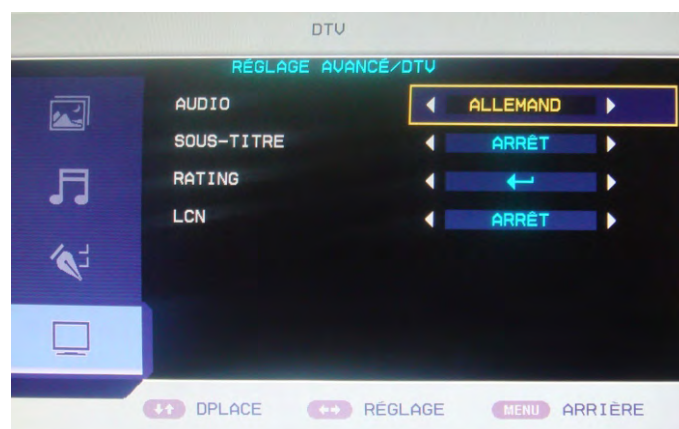 DTV
RÉGLAGE AVANCÉ/DTV
AUDIO ALLEMAND
SOUS-TITRE ARRÊT
RATING
LCN ARRÊT
DPLACE RÉGLAGE MENU ARRIÈRE